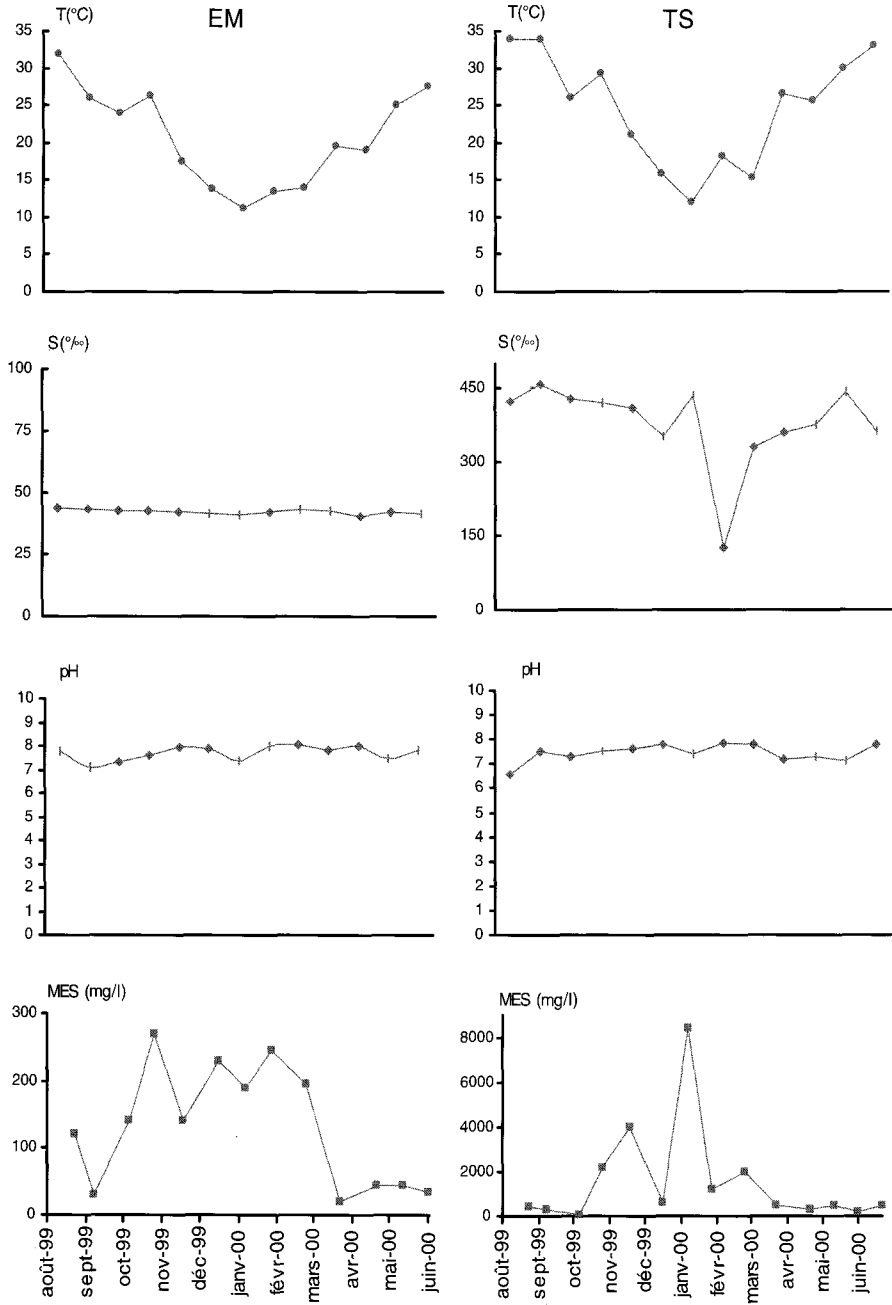 EM
T(°C)
35
30
25
20
15
10
5
0
TS
T(°C)
35
30
25
20
15
10
5
0
S(°/oo)
100
75
50
25
0
S(°/oo)
450
300
150
0
pH
10
9
8
7
6
5
4
3
2
1
0
pH
10
9
8
7
6
5
4
3
2
1
0
MES (mg/l)
300
200
100
0
août-99
sept-99
oct-99
nov-99
déc-99
janv-00
févr-00
mars-00
avr-00
mai-00
juin-00
MES (mg/l)
8000
6000
4000
2000
0
août-99
sept-99
oct-99
nov-99
déc-99
janv-00
févr-00
mars-00
avr-00
mai-00
juin-00